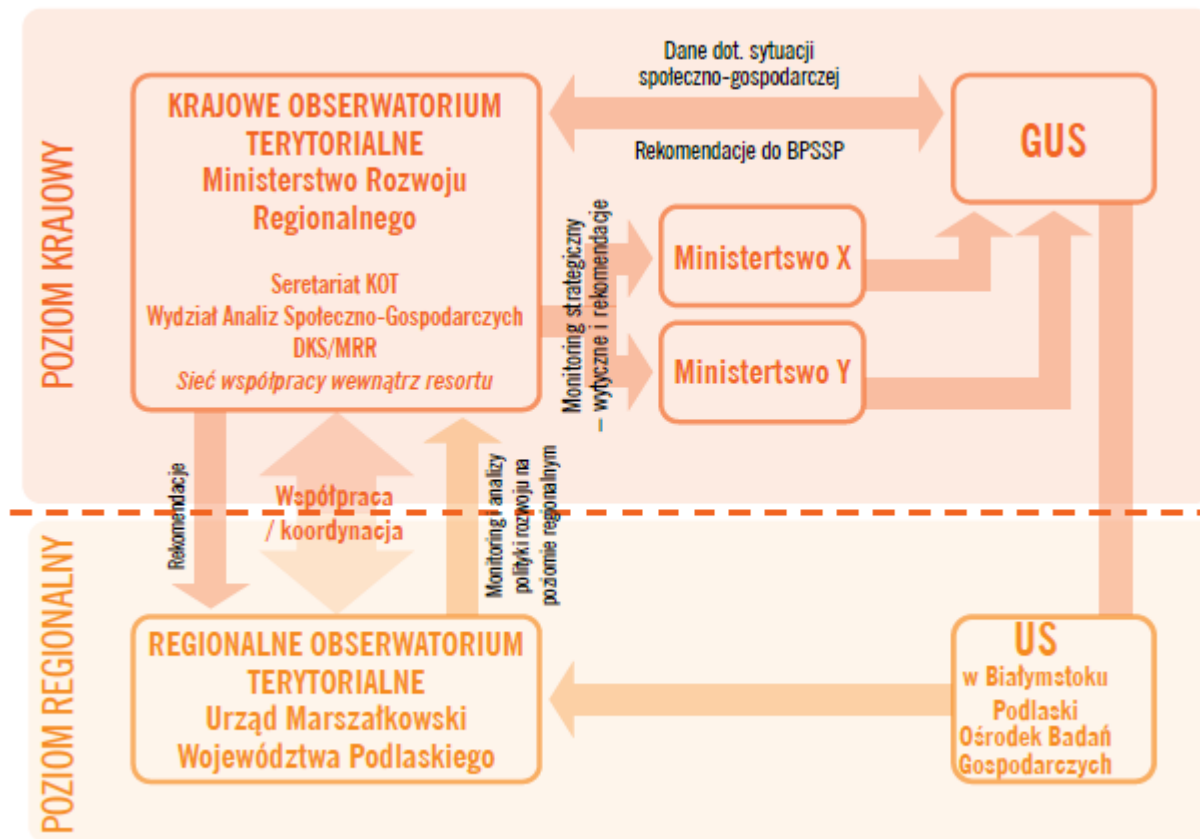 POZIOM KRAJOWY
KRAJOWE OBSERWATORIUM
TERYTORIALNE
Ministerstwo Rozwoju
Regionalnego
Seretariat KOT
Wydział Analiz Społeczno-Gospodarczych
DKS/MRR
Sieć współpracy wewnątrz resortu
Dane dot. sytuacji
społeczno-gospodarczej
Rekomendacje do BPSSP
GUS
Monitoring strategiczny
– wytyczne i rekomendacje
Ministertswo X
Ministertswo Y
Rekomendacje
Współpraca
/ koordynacja
Monitoring i analizy
polityki rozwoju na
poziomie regionalnym
POZIOM REGIONALNY
REGIONALNE OBSERWATORIUM
TERYTORIALNE
Urząd Marszałkowski
Województwa Podlaskiego
US
w Białymstoku
Podlaski
Ośrodek Badań
Gospodarczych